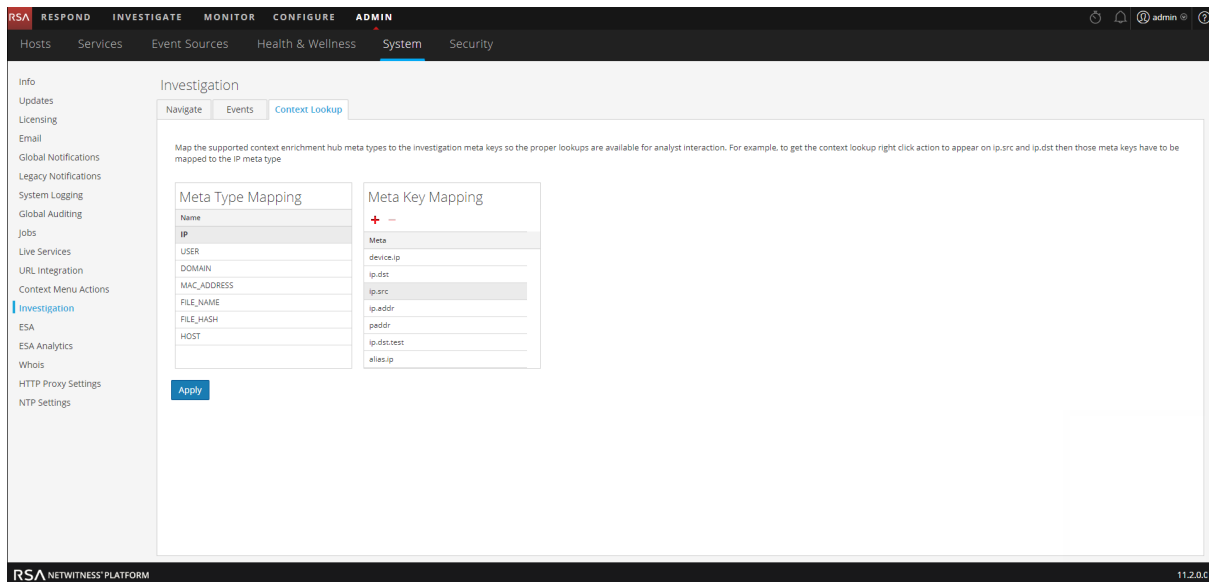 RSA RESPOND INVESTIGATE MONITOR CONFIGURE ADMIN admin
Hosts Services Event Sources Health & Wellness System Security
Info
Updates
Licensing
Email
Global Notifications
Legacy Notifications
System Logging
Global Auditing
Jobs
Live Services
URL Integration
Context Menu Actions
Investigation
ESA
ESA Analytics
Whois
HTTP Proxy Settings
NTP Settings
Investigation
Navigate Events Context Lookup
Map the supported context enrichment hub meta types to the investigation meta keys so the proper lookups are available for analyst interaction. For example, to get the context lookup right click action to appear on ip.src and ip.dst then those meta keys have to be
mapped to the IP meta type
Meta Type Mapping
Name
IP
USER
DOMAIN
MAC_ADDRESS
FILE_NAME
FILE_HASH
HOST
Meta Key Mapping
+ −
Meta
device.ip
ip.dst
ip.src
ip.addr
paddr
ip.dst.test
alias.ip
Apply
RSA NETWITNESS® PLATFORM 11.2.0.0